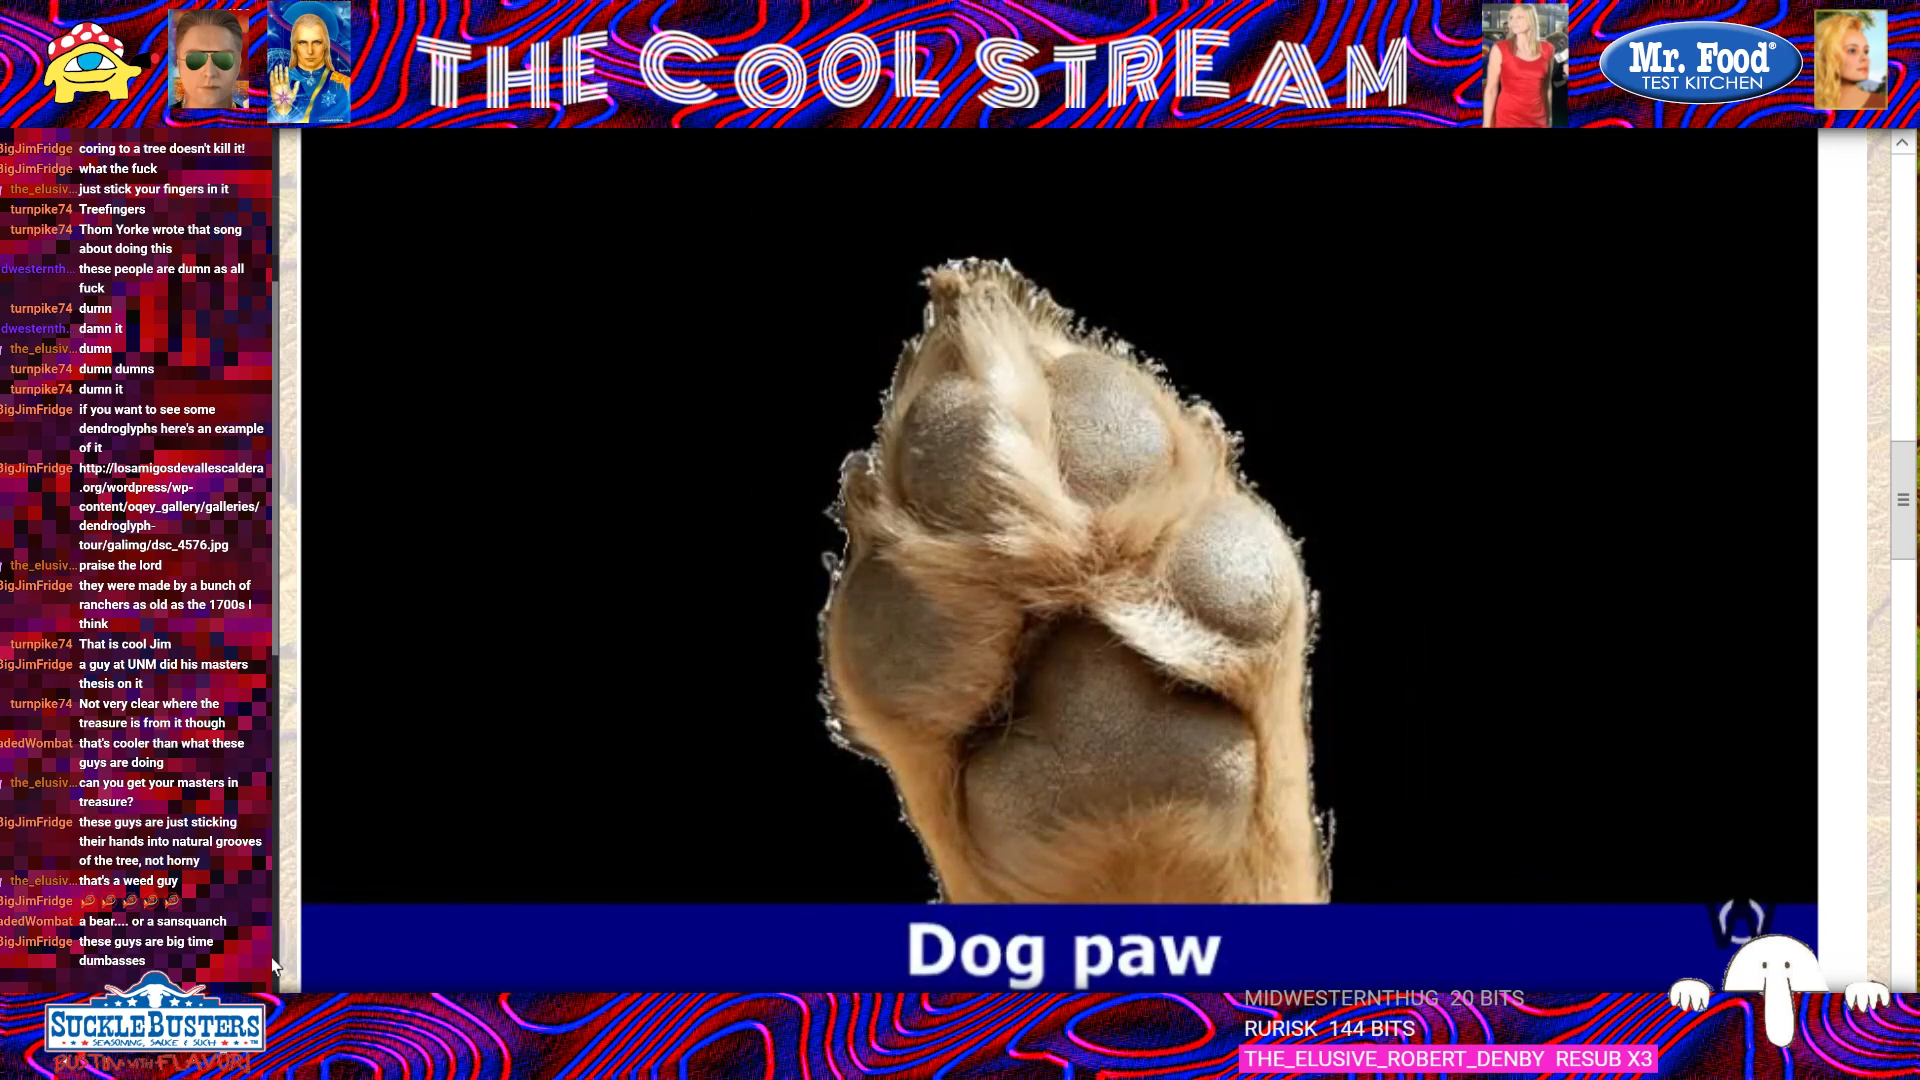 THE COOL STREAM
Mr. Food®
TEST KITCHEN
BigJimFridge coring to a tree doesn't kill it!
BigJimFridge what the fuck
the_elusiv... just stick your fingers in it
turnpike74 Treefingers
turnpike74 Thom Yorke wrote that song
about doing this
dwesternth... these people are dumn as all
fuck
turnpike74 dumn
dwesternth... damn it
the_elusiv... dumn
turnpike74 dumn dumns
turnpike74 dumn it
BigJimFridge if you want to see some
dendroglyphs here's an example
of it
BigJimFridge http://losamigosdevallescaldera
.org/wordpress/wp-
content/oqey_gallery/galleries/
dendroglyph-
tour/galimg/dsc_4576.jpg
the_elusiv... praise the lord
BigJimFridge they were made by a bunch of
ranchers as old as the 1700s I
think
turnpike74 That is cool Jim
BigJimFridge a guy at UNM did his masters
thesis on it
turnpike74 Not very clear where the
treasure is from it though
adedWombat that's cooler than what these
guys are doing
the_elusiv... can you get your masters in
treasure?
BigJimFridge these guys are just sticking
their hands into natural grooves
of the tree, not horny
the_elusiv... that's a weed guy
BigJimFridge
adedWombat a bear.... or a sansquanch
BigJimFridge these guys are big time
dumbasses
Dog paw
SUCKLEBUSTERS
SEASONING, SAUCE & SUCH
BUSTIN WITH FLAVOR!
MIDWESTERNTHUG 20 BITS
RURISK 144 BITS
THE_ELUSIVE_ROBERT_DENBY RESUB X3